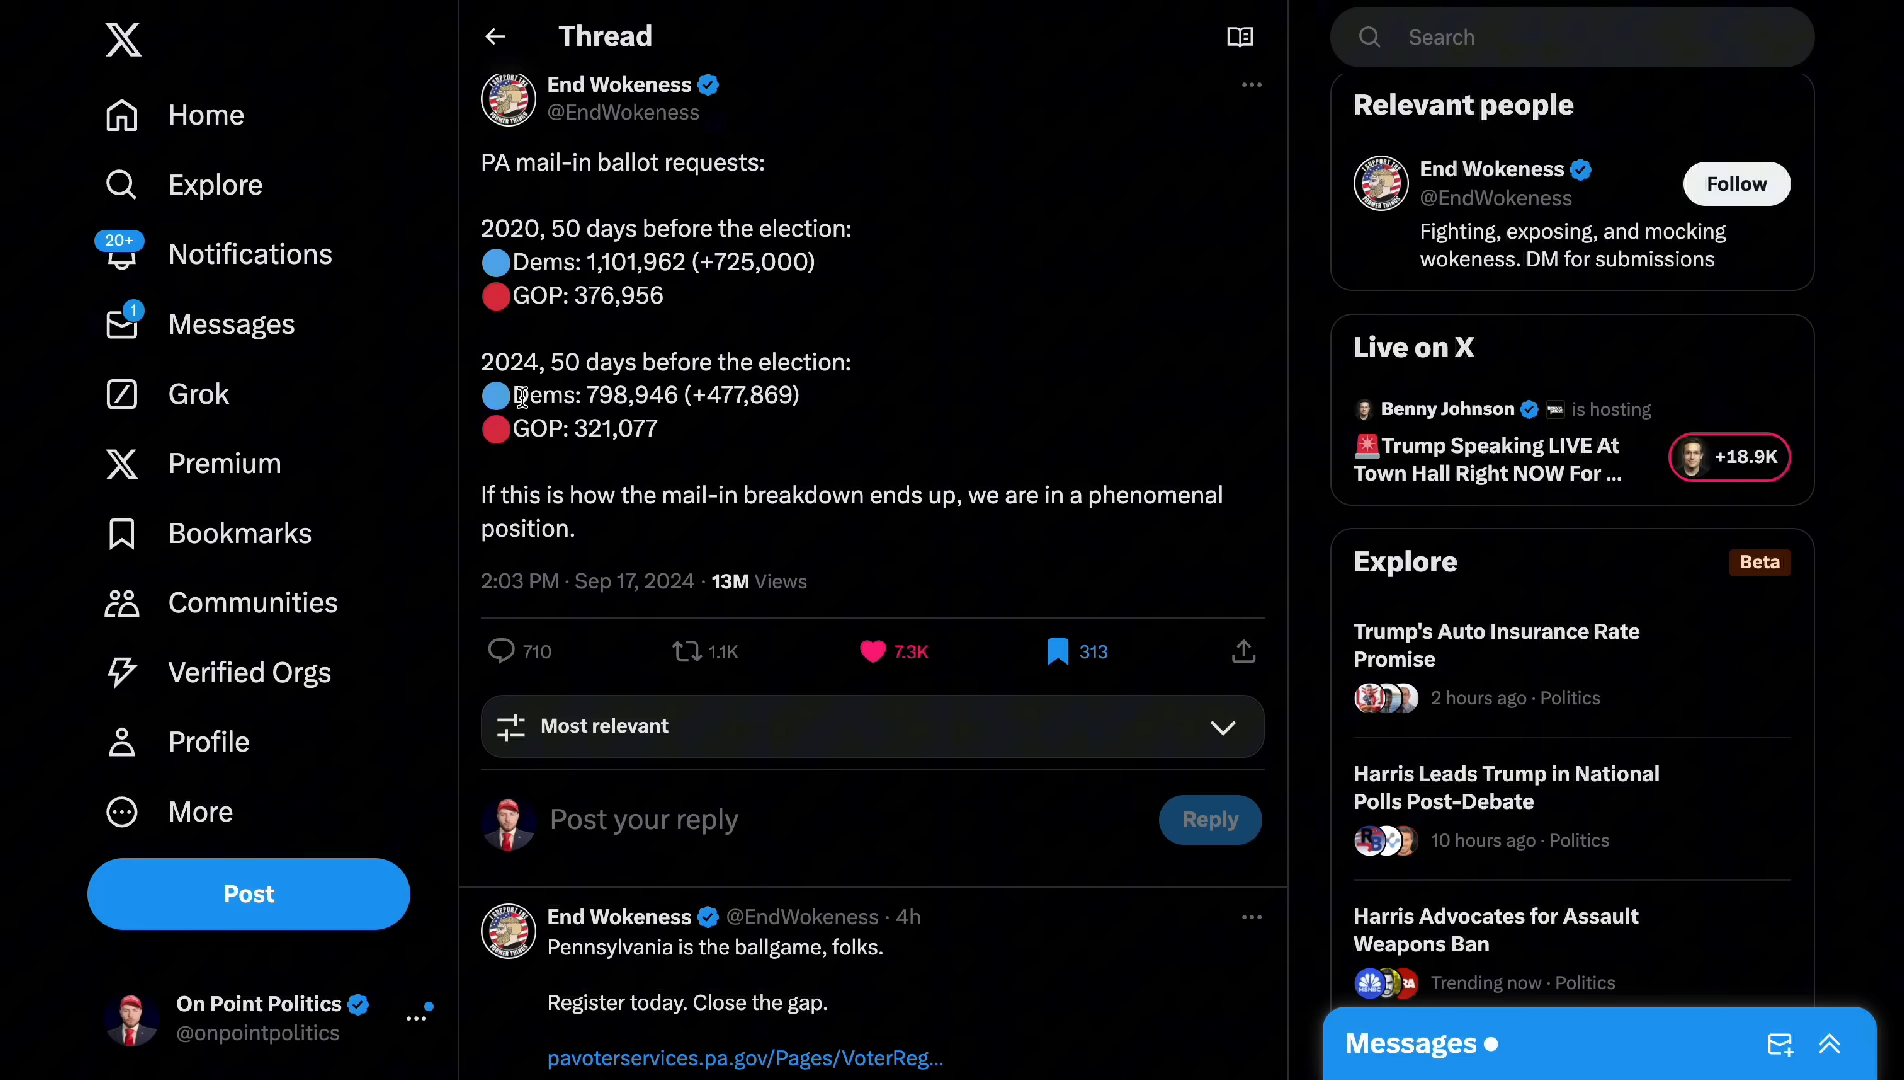 Home
Explore
20+
Notifications
1
Messages
Grok
Premium
Bookmarks
Communities
Verified Orgs
Profile
More
Post
On Point Politics
@onpointpolitics
Thread
End Wokeness
@EndWokeness
PA mail-in ballot requests:
2020, 50 days before the election:
Dems: 1,101,962 (+725,000)
GOP: 376,956
2024, 50 days before the election:
Dems: 798,946 (+477,869)
GOP: 321,077
If this is how the mail-in breakdown ends up, we are in a phenomenal
position.
2:03 PM · Sep 17, 2024 · 13M Views
710
1.1K
7.3K
313
Most relevant
Post your reply
Reply
End Wokeness @EndWokeness · 4h
Pennsylvania is the ballgame, folks.
Register today. Close the gap.
pavoterservices.pa.gov/Pages/VoterReg...
Search
Relevant people
End Wokeness
@EndWokeness
Follow
Fighting, exposing, and mocking
wokeness. DM for submissions
Live on X
Benny Johnson is hosting
Trump Speaking LIVE At
Town Hall Right NOW For ...
+18.9K
Explore
Beta
Trump's Auto Insurance Rate
Promise
2 hours ago · Politics
Harris Leads Trump in National
Polls Post-Debate
10 hours ago · Politics
Harris Advocates for Assault
Weapons Ban
Trending now · Politics
Messages